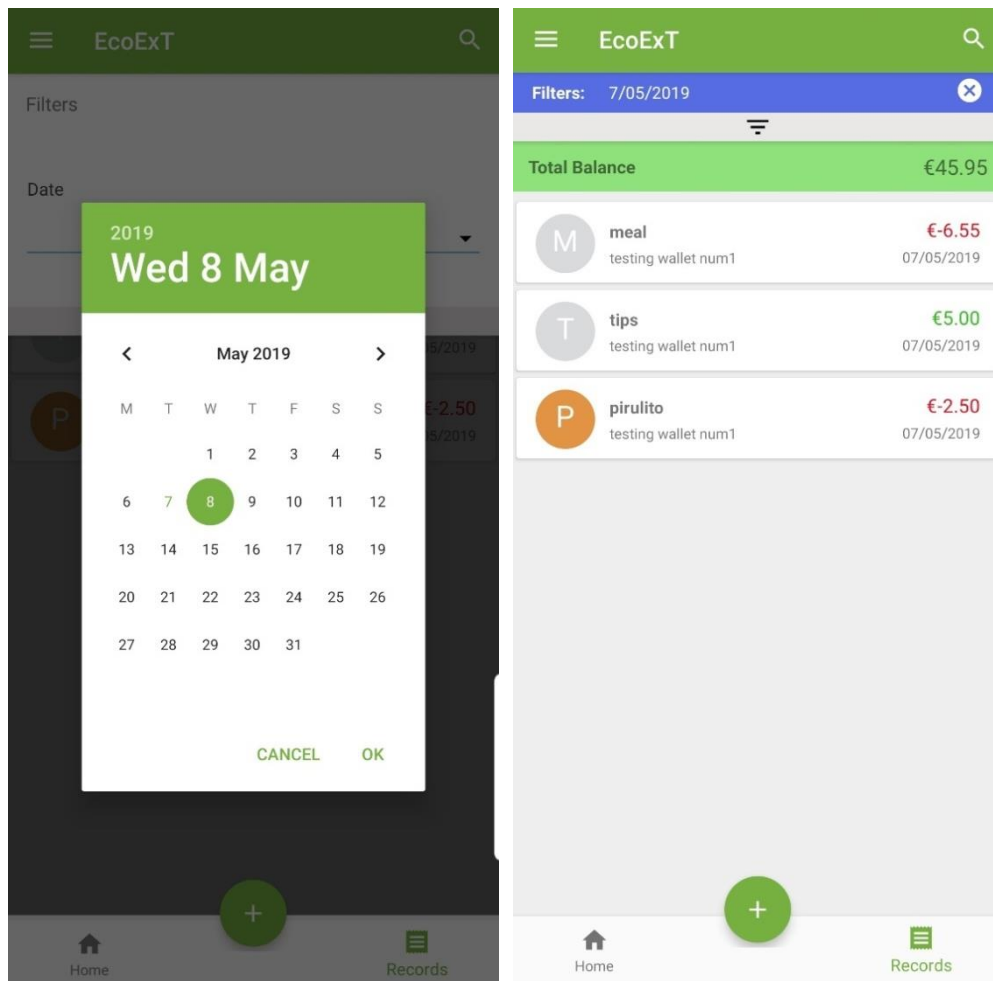 EcoExT
Filters
Date
2019
Wed 8 May
May 2019
M T W T F S S
1 2 3 4 5
6 7 8 9 10 11 12
13 14 15 16 17 18 19
20 21 22 23 24 25 26
27 28 29 30 31
CANCEL OK
5/2019
P €-2.50
5/2019
+
Home Records
EcoExT
Filters: 7/05/2019
Total Balance €45.95
M meal €-6.55
testing wallet num1 07/05/2019
T tips €5.00
testing wallet num1 07/05/2019
P pirulito €-2.50
testing wallet num1 07/05/2019
+
Home Records